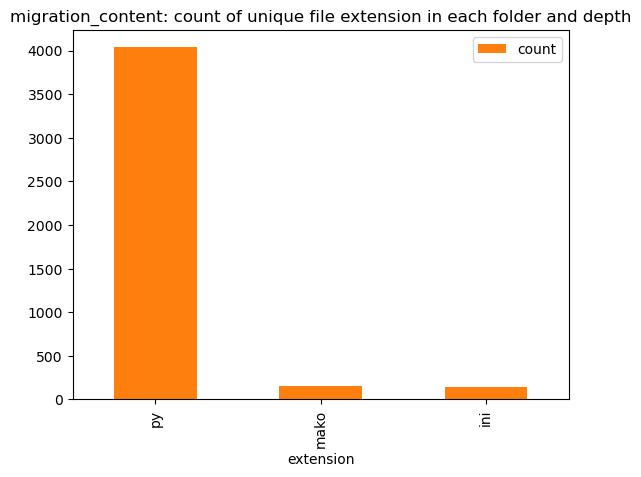 migration_content: count of unique file extension in each folder and depth
count
4000
3500
3000
2500
2000
1500
1000
500
0
py
mako
ini
extension